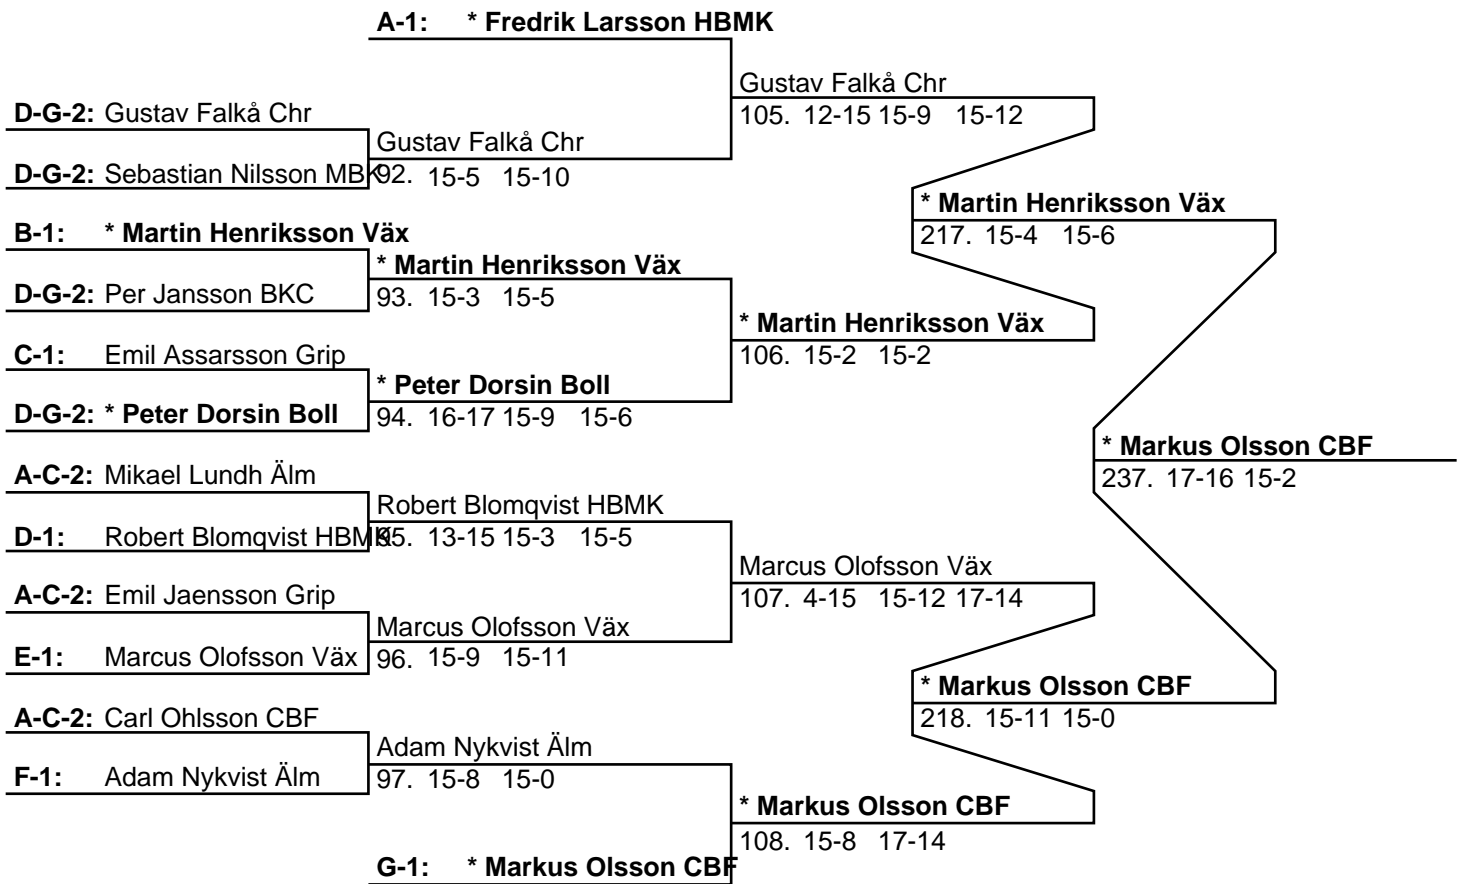 A-1: * Fredrik Larsson HBMK
Gustav Falkå Chr
105. 12-15 15-9 15-12
D-G-2: Gustav Falkå Chr
Gustav Falkå Chr
92. 15-5 15-10
D-G-2: Sebastian Nilsson MBK
* Martin Henriksson Väx
217. 15-4 15-6
B-1: * Martin Henriksson Väx
* Martin Henriksson Väx
93. 15-3 15-5
D-G-2: Per Jansson BKC
* Martin Henriksson Väx
106. 15-2 15-2
C-1: Emil Assarsson Grip
* Peter Dorsin Boll
94. 16-17 15-9 15-6
D-G-2: * Peter Dorsin Boll
* Markus Olsson CBF
237. 17-16 15-2
A-C-2: Mikael Lundh Älm
Robert Blomqvist HBMK
95. 13-15 15-3 15-5
D-1: Robert Blomqvist HBMK
Marcus Olofsson Väx
107. 4-15 15-12 17-14
A-C-2: Emil Jaensson Grip
Marcus Olofsson Väx
96. 15-9 15-11
E-1: Marcus Olofsson Väx
* Markus Olsson CBF
218. 15-11 15-0
A-C-2: Carl Ohlsson CBF
Adam Nykvist Älm
97. 15-8 15-0
F-1: Adam Nykvist Älm
* Markus Olsson CBF
108. 15-8 17-14
G-1: * Markus Olsson CBF